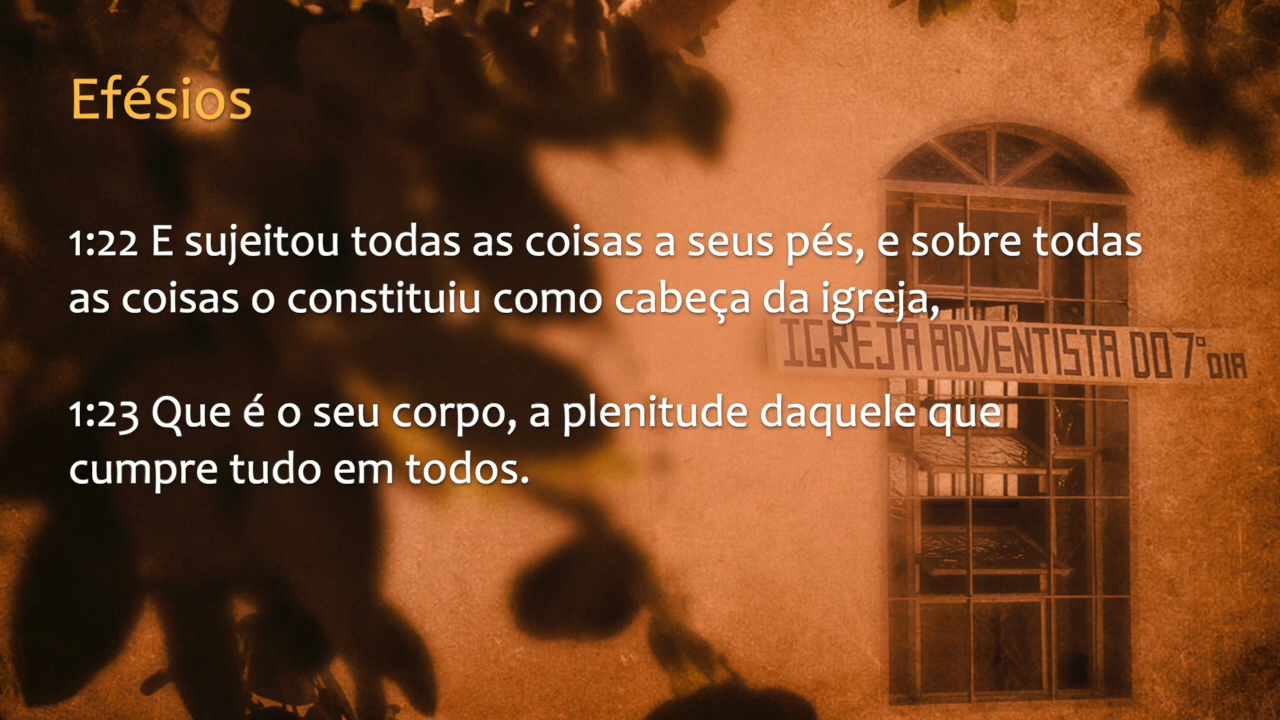 Efésios
1:22 E sujeitou todas as coisas a seus pés, e sobre todas
as coisas o constituiu como cabeça da igreja,
IGREJA ADVENTISTA DO 7º DIA
1:23 Que é o seu corpo, a plenitude daquele que
cumpre tudo em todos.